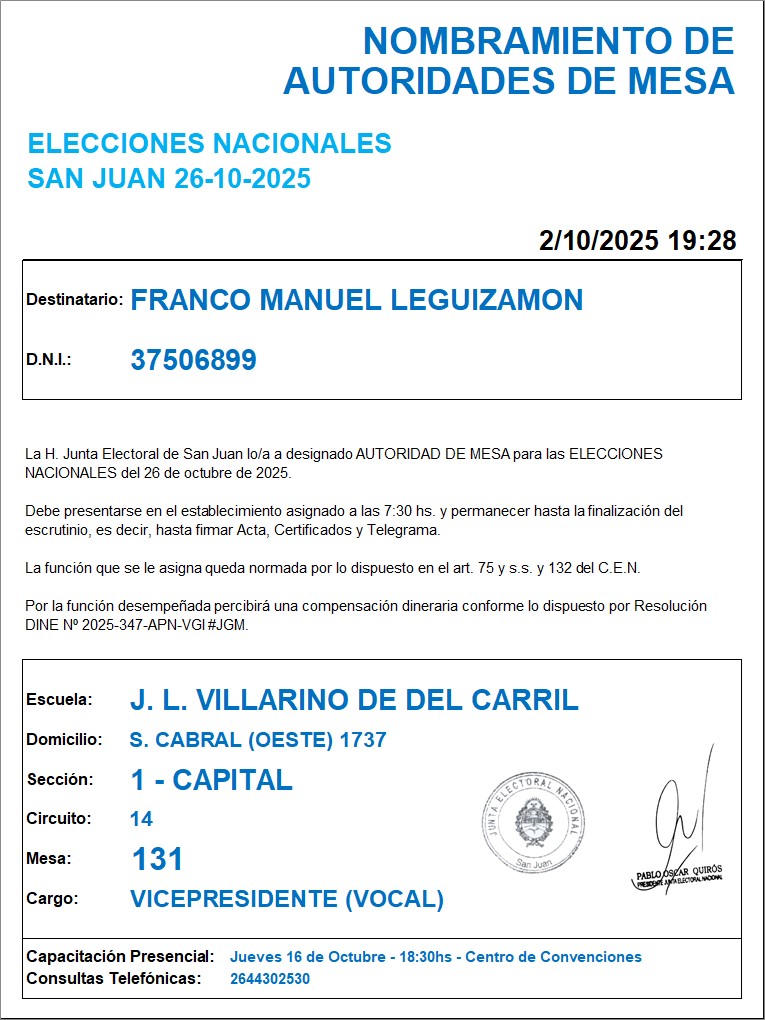 NOMBRAMIENTO DE
AUTORIDADES DE MESA
ELECCIONES NACIONALES
SAN JUAN 26-10-2025
2/10/2025 19:28
Destinatario: FRANCO MANUEL LEGUIZAMON
D.N.I.: 37506899
La H. Junta Electoral de San Juan lo/a a designado AUTORIDAD DE MESA para las ELECCIONES
NACIONALES del 26 de octubre de 2025.
Debe presentarse en el establecimiento asignado a las 7:30 hs. y permanecer hasta la finalización del
escrutinio, es decir, hasta firmar Acta, Certificados y Telegrama.
La función que se le asigna queda normada por lo dispuesto en el art. 75 y s.s. y 132 del C.E.N.
Por la función desempeñada percibirá una compensación dineraria conforme lo dispuesto por Resolución
DINE Nº 2025-347-APN-VGI#JGM.
Escuela: J. L. VILLARINO DE DEL CARRIL
Domicilio: S. CABRAL (OESTE) 1737
Sección: 1 - CAPITAL
Circuito: 14
Mesa: 131
Cargo: VICEPRESIDENTE (VOCAL)
JUNTA ELECTORAL NACIONAL
San Juan
PABLO OSCAR QUIRÓS
PRESIDENTE JUNTA ELECTORAL NACIONAL
Capacitación Presencial: Jueves 16 de Octubre - 18:30hs - Centro de Convenciones
Consultas Telefónicas: 2644302530